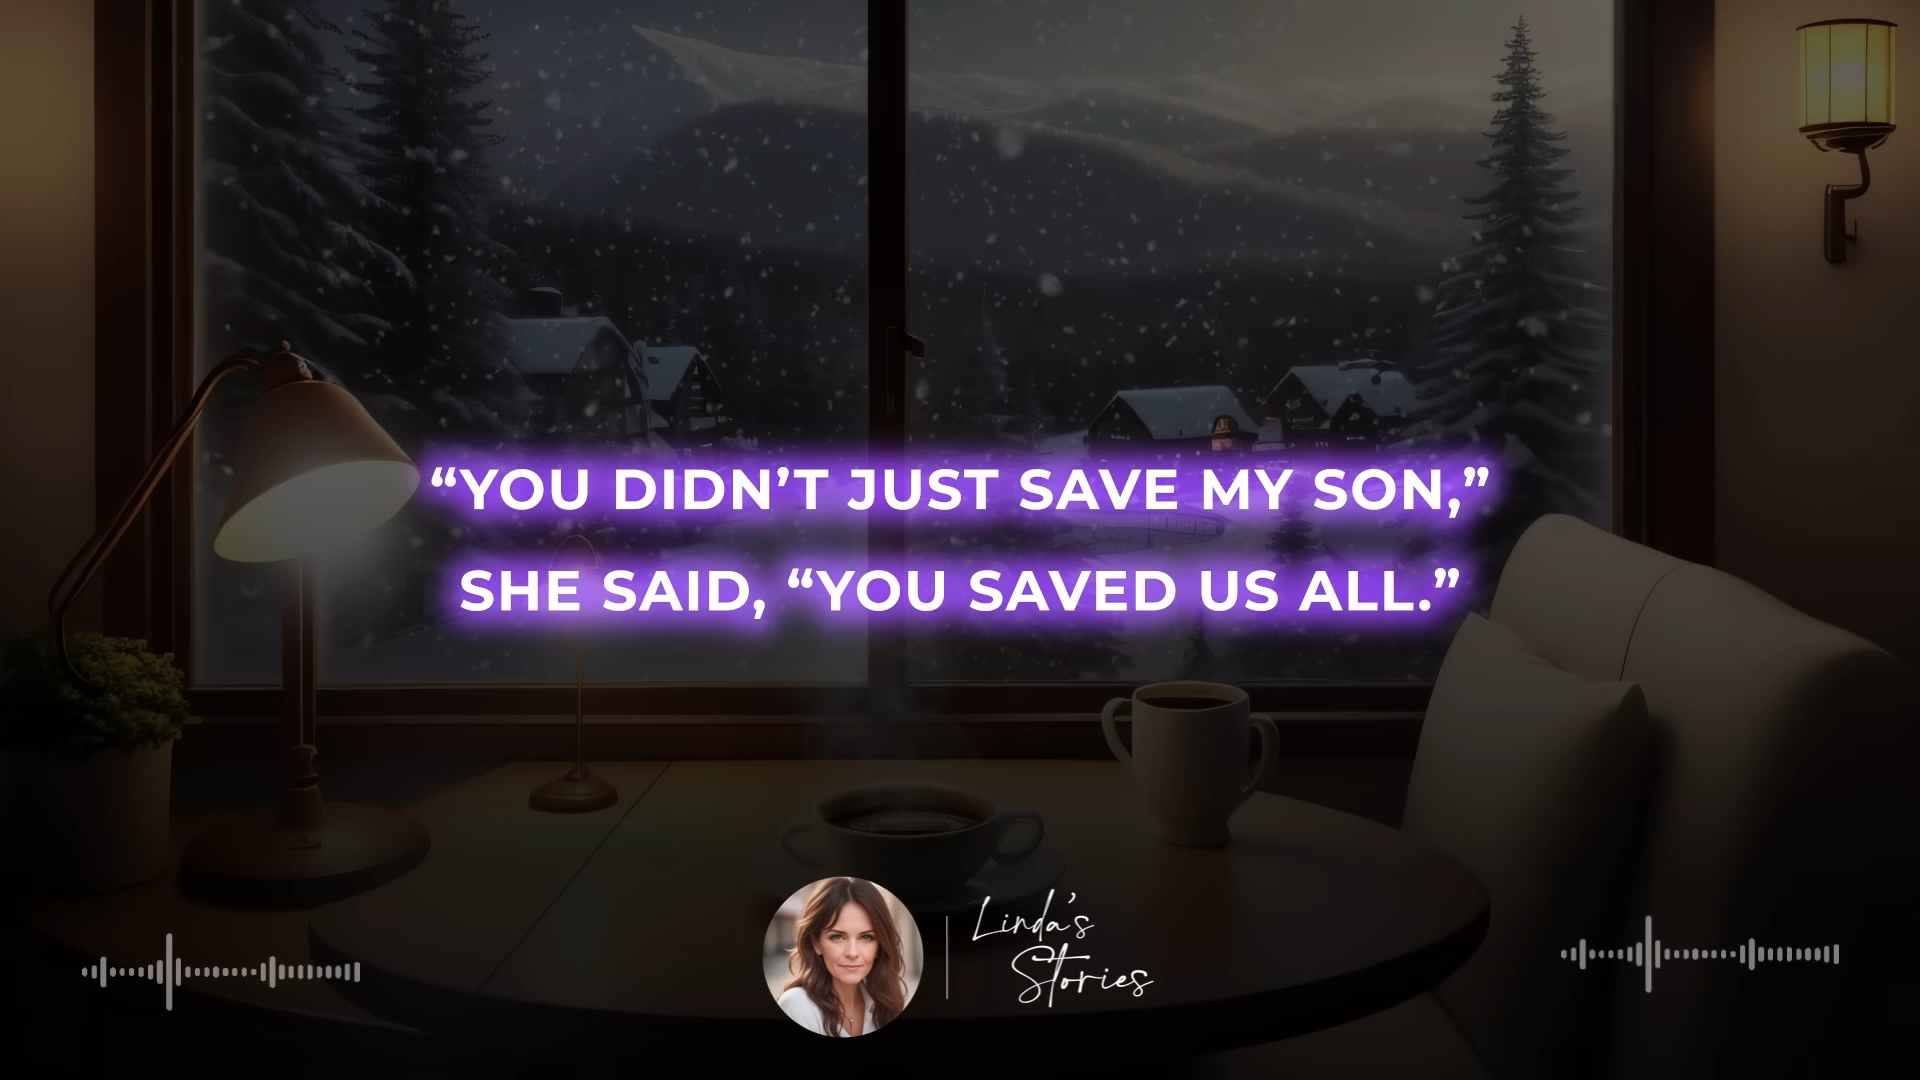 “YOU DIDN’T JUST SAVE MY SON,”
SHE SAID, “YOU SAVED US ALL.”
Linda’s
Stories